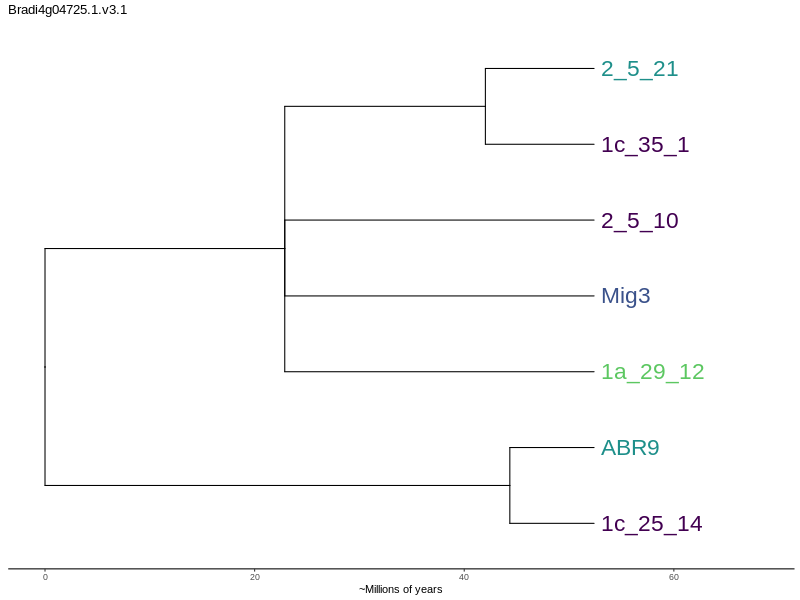 Bradi4g04725.1.v3.1
2_5_21
1c_35_1
2_5_10
Mig3
1a_29_12
ABR9
1c_25_14
0 20 40 60
~Millions of years